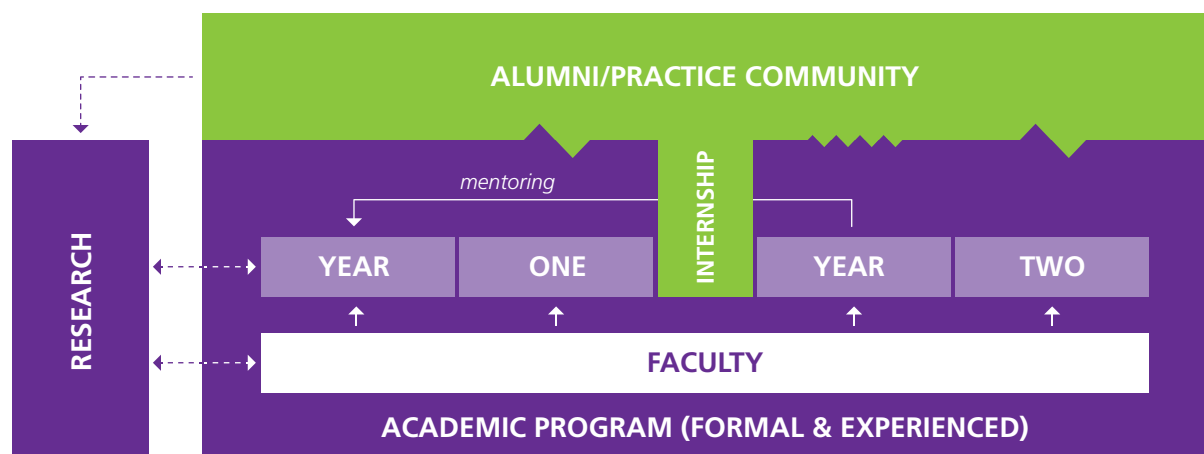 ALUMNI/PRACTICE COMMUNITY
mentoring
INTERNSHIP
RESEARCH
YEAR
ONE
YEAR
TWO
FACULTY
ACADEMIC PROGRAM (FORMAL & EXPERIENCED)